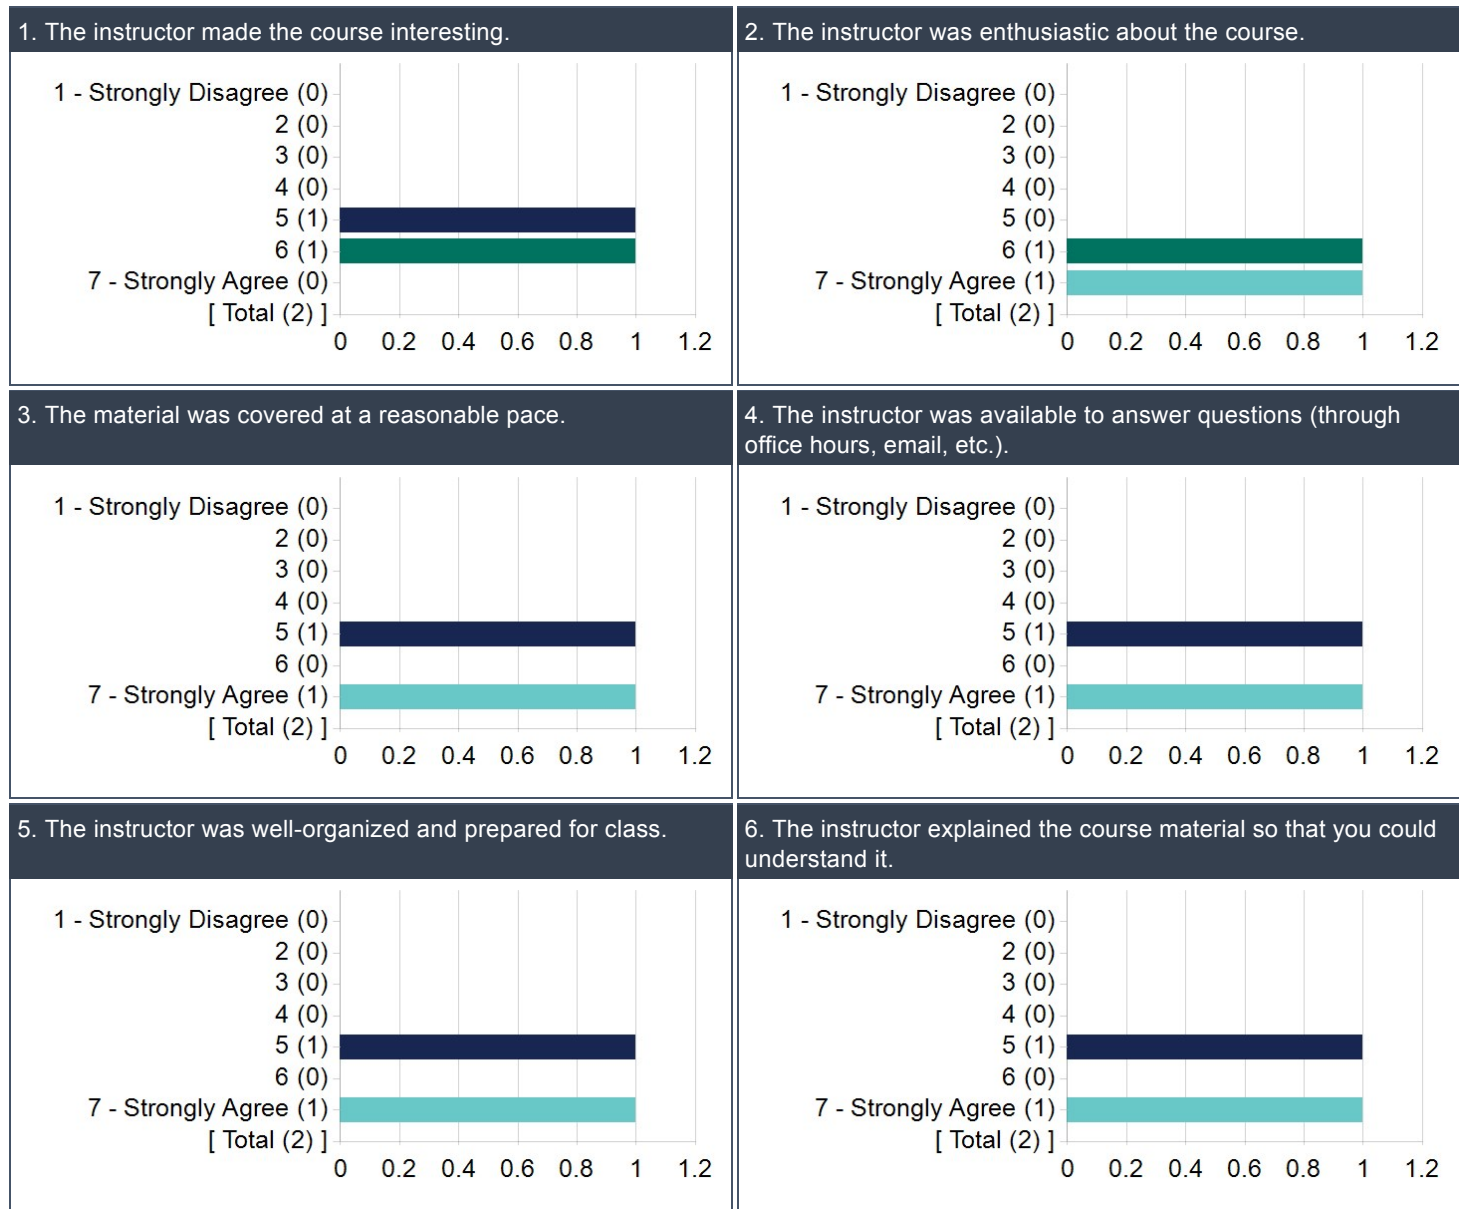 1. The instructor made the course interesting.
1 - Strongly Disagree (0)
2 (0)
3 (0)
4 (0)
5 (1)
6 (1)
7 - Strongly Agree (0)
[ Total (2) ]
0 0.2 0.4 0.6 0.8 1 1.2
2. The instructor was enthusiastic about the course.
1 - Strongly Disagree (0)
2 (0)
3 (0)
4 (0)
5 (0)
6 (1)
7 - Strongly Agree (1)
[ Total (2) ]
0 0.2 0.4 0.6 0.8 1 1.2
3. The material was covered at a reasonable pace.
1 - Strongly Disagree (0)
2 (0)
3 (0)
4 (0)
5 (1)
6 (0)
7 - Strongly Agree (1)
[ Total (2) ]
0 0.2 0.4 0.6 0.8 1 1.2
4. The instructor was available to answer questions (through
office hours, email, etc.).
1 - Strongly Disagree (0)
2 (0)
3 (0)
4 (0)
5 (1)
6 (0)
7 - Strongly Agree (1)
[ Total (2) ]
0 0.2 0.4 0.6 0.8 1 1.2
5. The instructor was well-organized and prepared for class.
1 - Strongly Disagree (0)
2 (0)
3 (0)
4 (0)
5 (1)
6 (0)
7 - Strongly Agree (1)
[ Total (2) ]
0 0.2 0.4 0.6 0.8 1 1.2
6. The instructor explained the course material so that you could
understand it.
1 - Strongly Disagree (0)
2 (0)
3 (0)
4 (0)
5 (1)
6 (0)
7 - Strongly Agree (1)
[ Total (2) ]
0 0.2 0.4 0.6 0.8 1 1.2